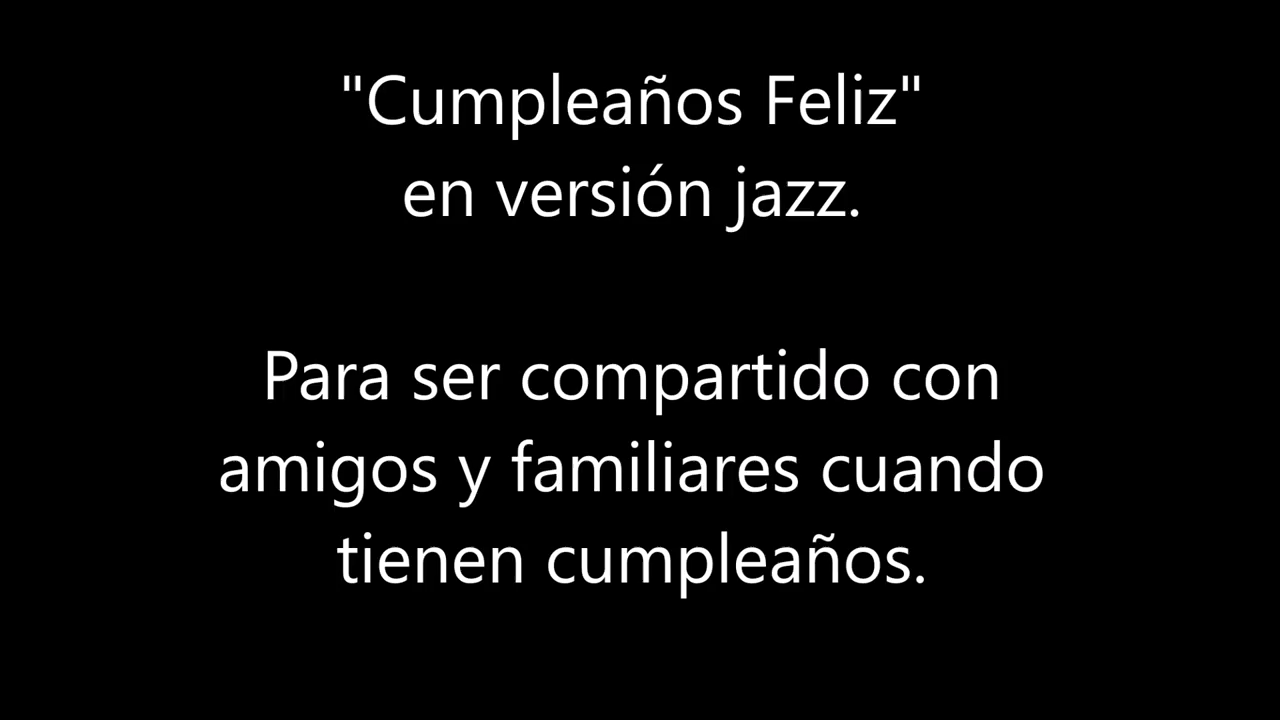 "Cumpleaños Feliz"
en versión jazz.
Para ser compartido con
amigos y familiares cuando
tienen cumpleaños.